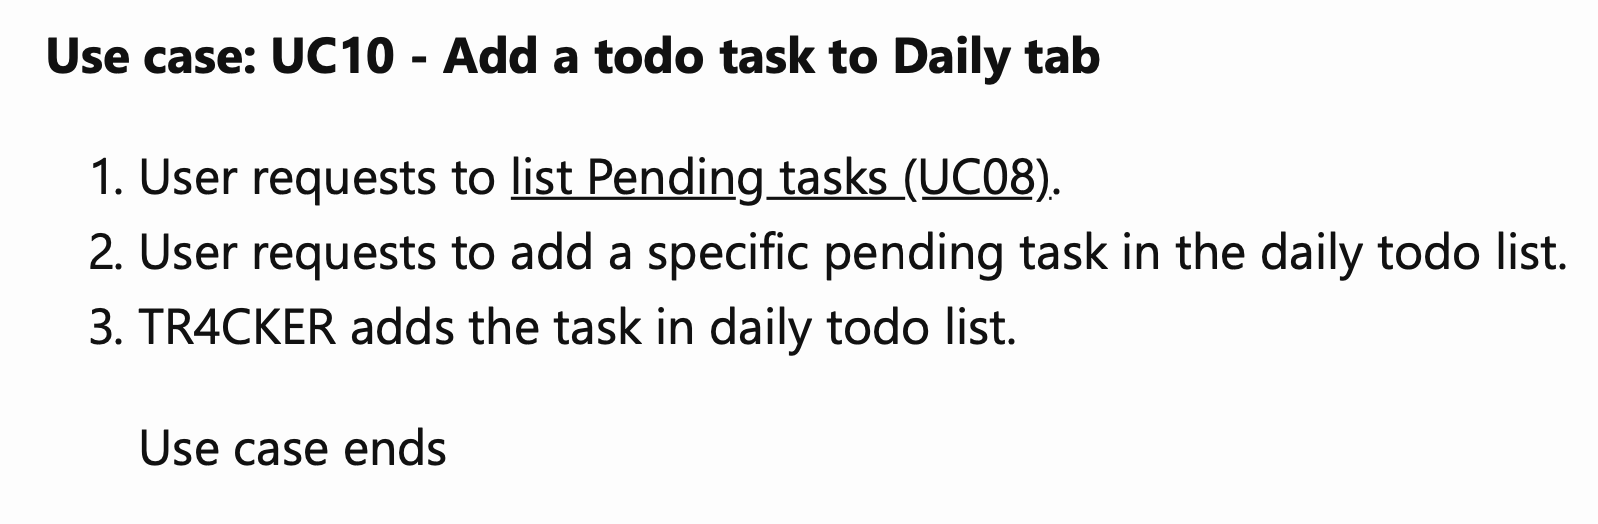 Use case: UC10 - Add a todo task to Daily tab
1. User requests to list Pending tasks (UC08).
2. User requests to add a specific pending task in the daily todo list.
3. TR4CKER adds the task in daily todo list.
Use case ends